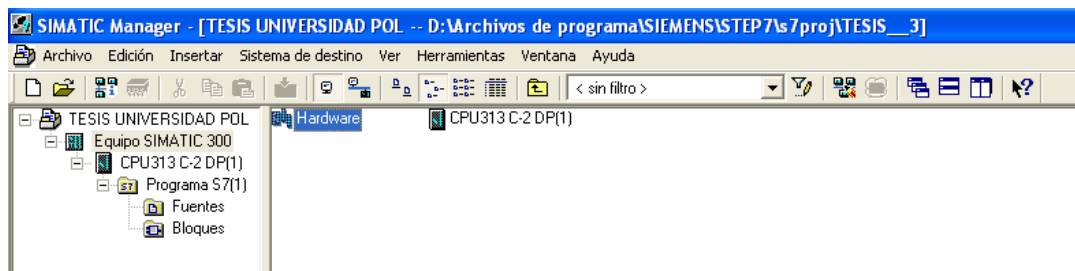 SIMATIC Manager - [TESIS UNIVERSIDAD POL -- D:\Archivos de programa\SIEMENS\STEP7\s7proj\TESIS__3]
Archivo Edición Insertar Sistema de destino Ver Herramientas Ventana Ayuda
< sin filtro >
TESIS UNIVERSIDAD POL
Equipo SIMATIC 300
CPU313 C-2 DP(1)
Programa S7(1)
Fuentes
Bloques
Hardware CPU313 C-2 DP(1)